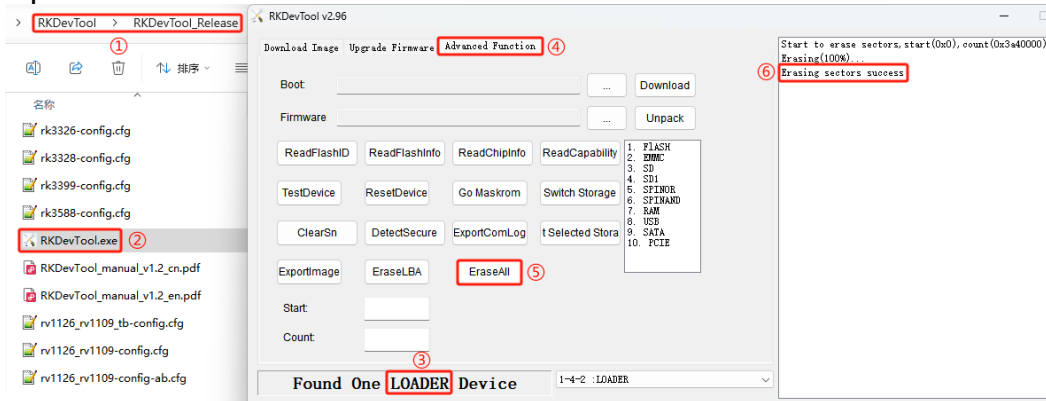 > RKDevTool > RKDevTool_Release
①
排序
名称
rk3326-config.cfg
rk3328-config.cfg
rk3399-config.cfg
rk3588-config.cfg
RKDevTool.exe ②
RKDevTool_manual_v1.2_cn.pdf
RKDevTool_manual_v1.2_en.pdf
rv1126_rv1109_tb-config.cfg
rv1126_rv1109-config.cfg
rv1126_rv1109-config-ab.cfg
RKDevTool v2.96
Download Image Upgrade Firmware Advanced Function ④
Boot: ... Download
Firmware ... Unpack
ReadFlashID ReadFlashInfo ReadChipInfo ReadCapability
TestDevice ResetDevice Go Maskrom Switch Storage
ClearSn DetectSecure ExportComLog t Selected Stora
ExportImage EraseLBA EraseAll ⑤
1. FlASH
2. EMMC
3. SD
4. SD1
5. SPINOR
6. SPINAND
7. RAM
8. USB
9. SATA
10. PCIE
Start:
Count:
③
Found One LOADER Device 1-4-2 :LOADER
Start to erase sectors,start(0x0),count(0x3a40000)
Erasing(100%)...
⑥ Erasing sectors success